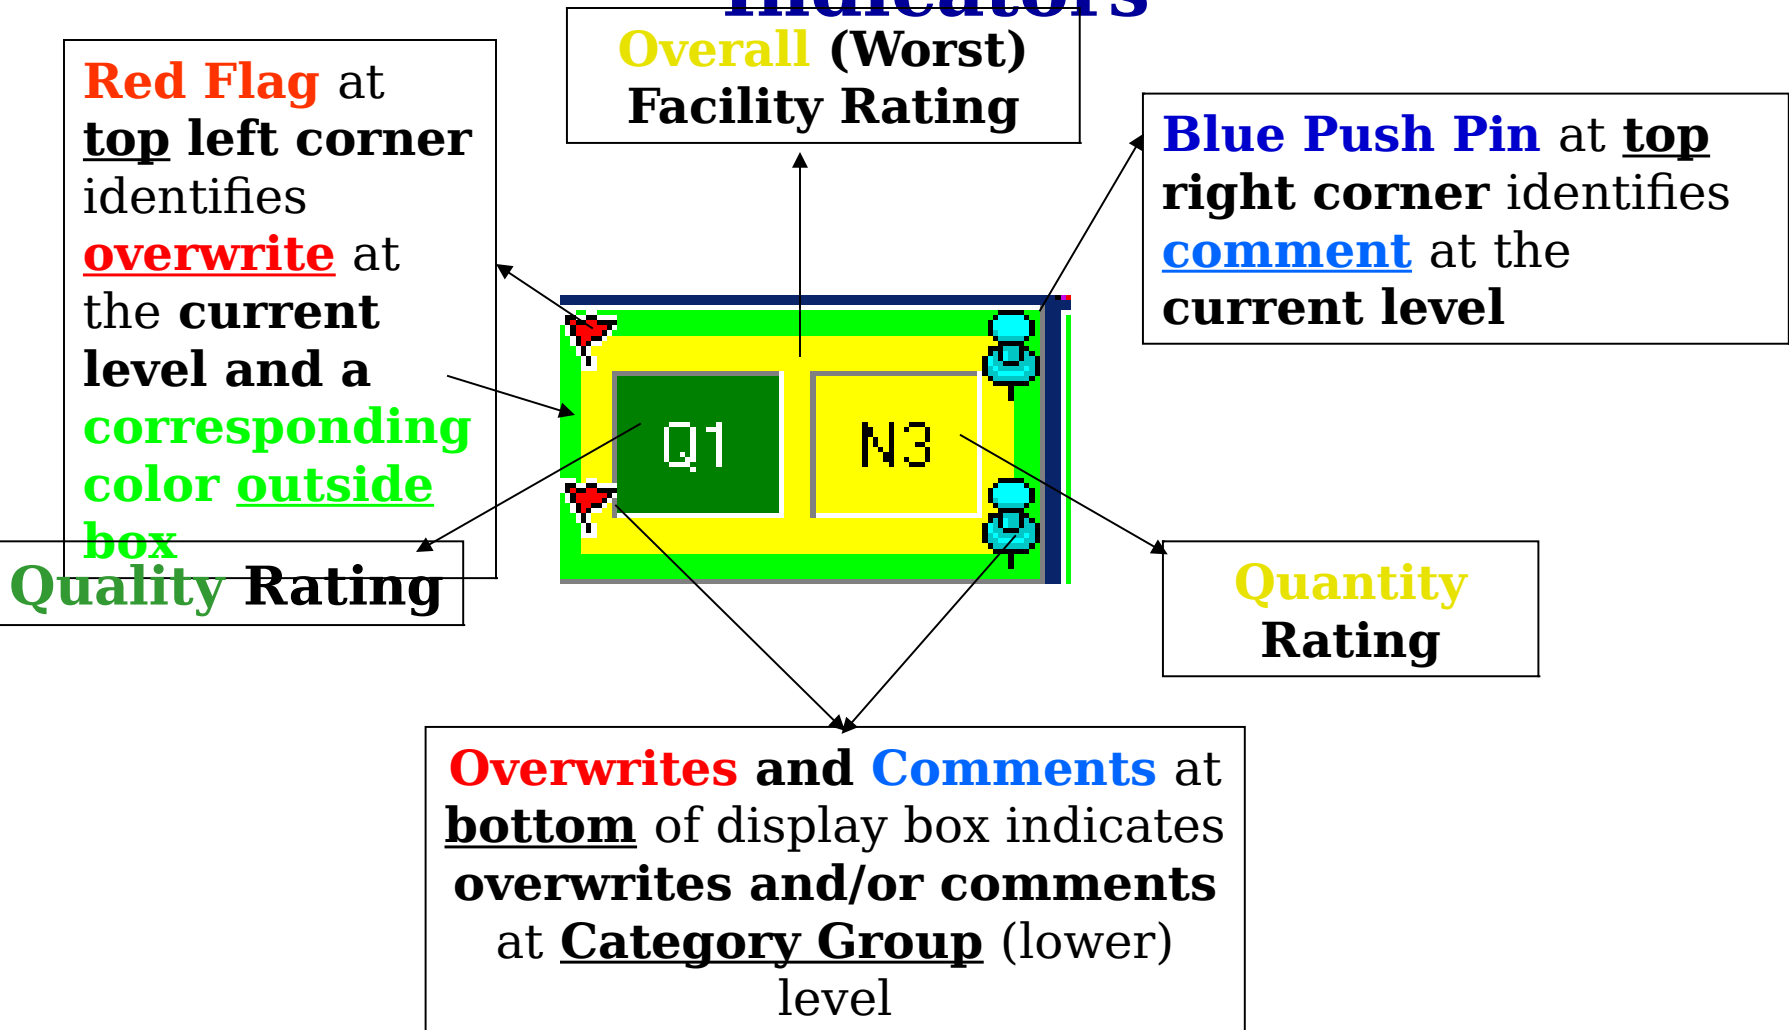 Indicators
Overall (Worst)
Facility Rating
Red Flag at
top left corner
identifies
overwrite at
the current
level and a
corresponding
color outside
box
Blue Push Pin at top
right corner identifies
comment at the
current level
Q1 N3
Quality Rating
Quantity
Rating
Overwrites and Comments at
bottom of display box indicates
overwrites and/or comments
at Category Group (lower)
level